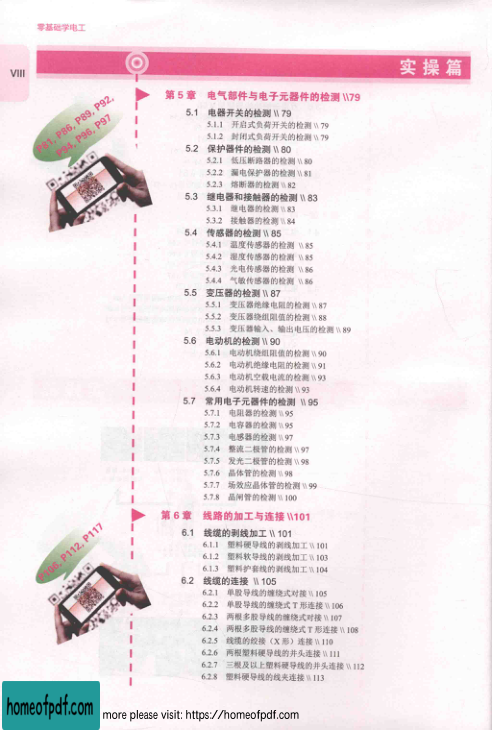 零基础学电工
VIII
实操篇
P81, P86, P89, P92,
P94, P96, P97
第5章 电气部件与电子元器件的检测 \\79
5.1 电器开关的检测 \\ 79
5.1.1 开启式负荷开关的检测 \\ 79
5.1.2 封闭式负荷开关的检测 \\ 79
5.2 保护器件的检测 \\ 80
5.2.1 低压断路器的检测 \\ 80
5.2.2 漏电保护器的检测 \\ 81
5.2.3 熔断器的检测 \\ 82
5.3 继电器和接触器的检测 \\ 83
5.3.1 继电器的检测 \\ 83
5.3.2 接触器的检测 \\ 84
5.4 传感器的检测 \\ 85
5.4.1 温度传感器的检测 \\ 85
5.4.2 湿度传感器的检测 \\ 85
5.4.3 光电传感器的检测 \\ 86
5.4.4 气敏传感器的检测 \\ 86
5.5 变压器的检测 \\ 87
5.5.1 变压器绝缘电阻的检测 \\ 87
5.5.2 变压器绕组阻值的检测 \\ 88
5.5.3 变压器输入、输出电压的检测 \\ 89
5.6 电动机的检测 \\ 90
5.6.1 电动机绕组阻值的检测 \\ 90
5.6.2 电动机绝缘电阻的检测 \\ 91
5.6.3 电动机空载电流的检测 \\ 93
5.6.4 电动机转速的检测 \\ 93
5.7 常用电子元器件的检测 \\ 95
5.7.1 电阻器的检测 \\ 95
5.7.2 电容器的检测 \\ 95
5.7.3 电感器的检测 \\ 97
5.7.4 整流二极管的检测 \\ 97
5.7.5 发光二极管的检测 \\ 98
5.7.6 晶体管的检测 \\ 98
5.7.7 场效应晶体管的检测 \\ 99
5.7.8 晶闸管的检测 \\ 100
P106, P112, P117
第6章 线路的加工与连接 \\101
6.1 线缆的剥线加工 \\ 101
6.1.1 塑料硬导线的剥线加工 \\ 101
6.1.2 塑料软导线的剥线加工 \\ 103
6.1.3 塑料护套线的剥线加工 \\ 104
6.2 线缆的连接 \\ 105
6.2.1 单股导线的缠绕式对接 \\ 105
6.2.2 单股导线的缠绕式 T 形连接 \\ 106
6.2.3 两根多股导线的缠绕式对接 \\ 107
6.2.4 两根多股导线的缠绕式 T 形连接 \\ 108
6.2.5 线缆的绞接（X 形）连接 \\ 110
6.2.6 两根塑料硬导线的并头连接 \\ 111
6.2.7 三根及以上塑料硬导线的并头连接 \\ 112
6.2.8 塑料硬导线的线夹连接 \\ 113
homeofpdf.com
more please visit: https://homeofpdf.com